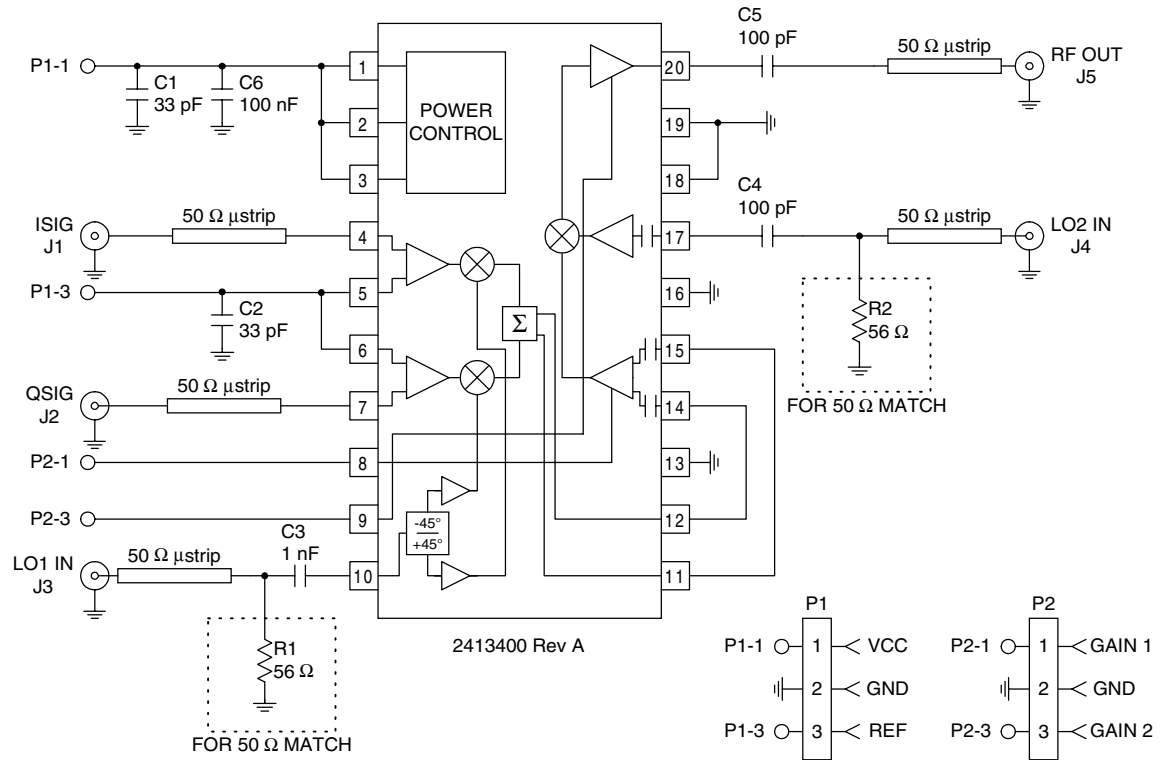 C5
100 pF
50 Ω µstrip
RF OUT
J5
P1-1
C1
33 pF
C6
100 nF
1
2
3
POWER
CONTROL
20
19
18
C4
100 pF
50 Ω µstrip
LO2 IN
J4
ISIG
J1
50 Ω µstrip
4
17
P1-3
C2
33 pF
5
6
Σ
16
15
R2
56 Ω
FOR 50 Ω MATCH
QSIG
J2
50 Ω µstrip
7
14
P2-1
8
13
P2-3
9
12
-45°
+45°
LO1 IN
J3
50 Ω µstrip
C3
1 nF
10
11
R1
56 Ω
FOR 50 Ω MATCH
2413400 Rev A
P1
P1-1
1
VCC
2
GND
P1-3
3
REF
P2
P2-1
1
GAIN 1
2
GND
P2-3
3
GAIN 2